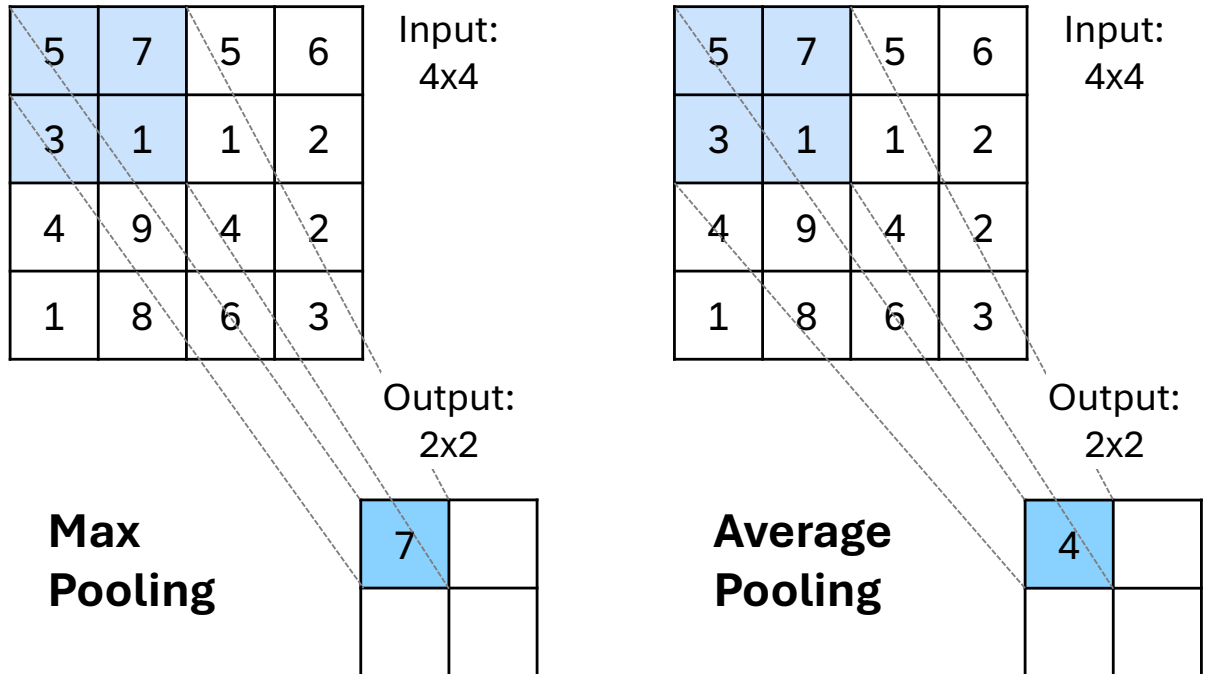 5 7 5 6
3 1 1 2
4 9 4 2
1 8 6 3
Input:
4x4
Output:
2x2
Max
Pooling
7
5 7 5 6
3 1 1 2
4 9 4 2
1 8 6 3
Input:
4x4
Output:
2x2
Average
Pooling
4